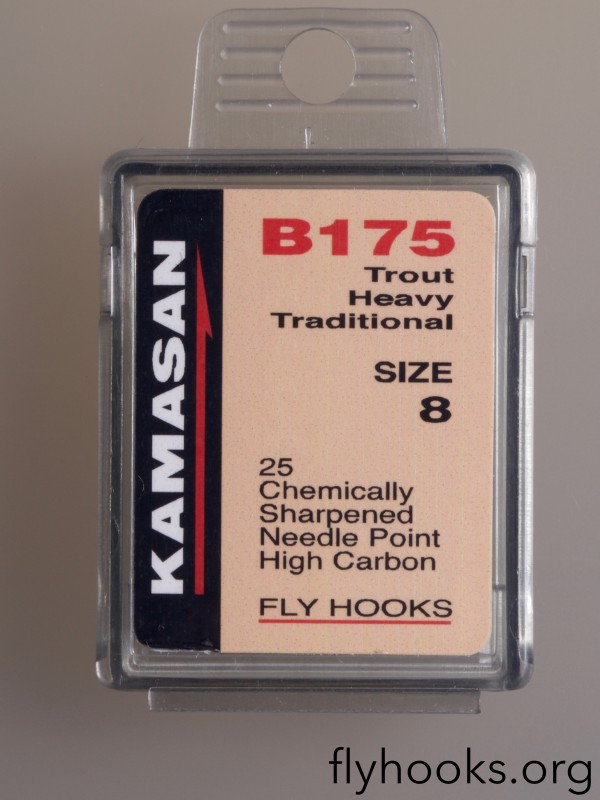 KAMASAN
B175
Trout
Heavy
Traditional
SIZE
8
25
Chemically
Sharpened
Needle Point
High Carbon
FLY HOOKS
flyhooks.org